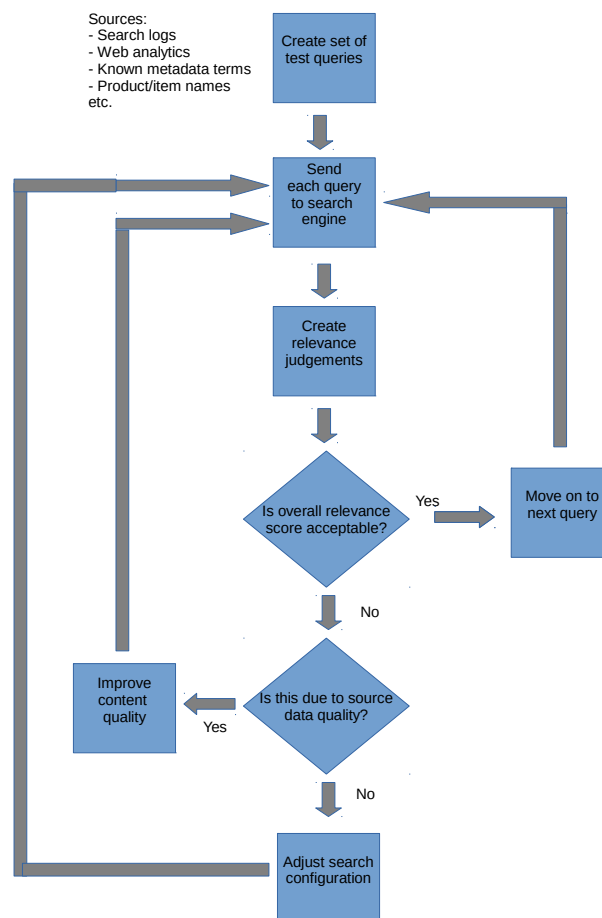 Sources:
- Search logs
- Web analytics
- Known metadata terms
- Product/item names
etc.
Create set of
test queries
Send
each query
to search
engine
Create
relevance
judgements
Is overall relevance
score acceptable?
Yes
Move on to
next query
No
Is this due to source
data quality?
Yes
Improve
content
quality
No
Adjust search
configuration